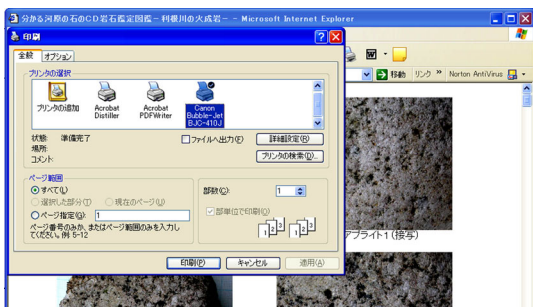 分かる河原の石のCD岩石鑑定図鑑－利根川の火成岩－ - Microsoft Internet Explorer
印刷
全般 オプション
プリンタの選択
プリンタの追加
Acrobat Distiller
Acrobat PDFWriter
Canon Bubble-Jet BJC-410J
状態: 準備完了
場所:
コメント:
ファイルへ出力(F)
詳細設定(R)
プリンタの検索(D)...
ページ範囲
すべて(L)
選択した部分(T) 現在のページ(U)
ページ指定(G): 1
ページ番号のみか、またはページ範囲のみを入力し
てください。例: 5-12
部数(C): 1
部単位で印刷(O)
1 2 3 1 2 3
印刷(P) キャンセル 適用(A)
移動 リンク » Norton AntiVirus
アプライト1(接写)